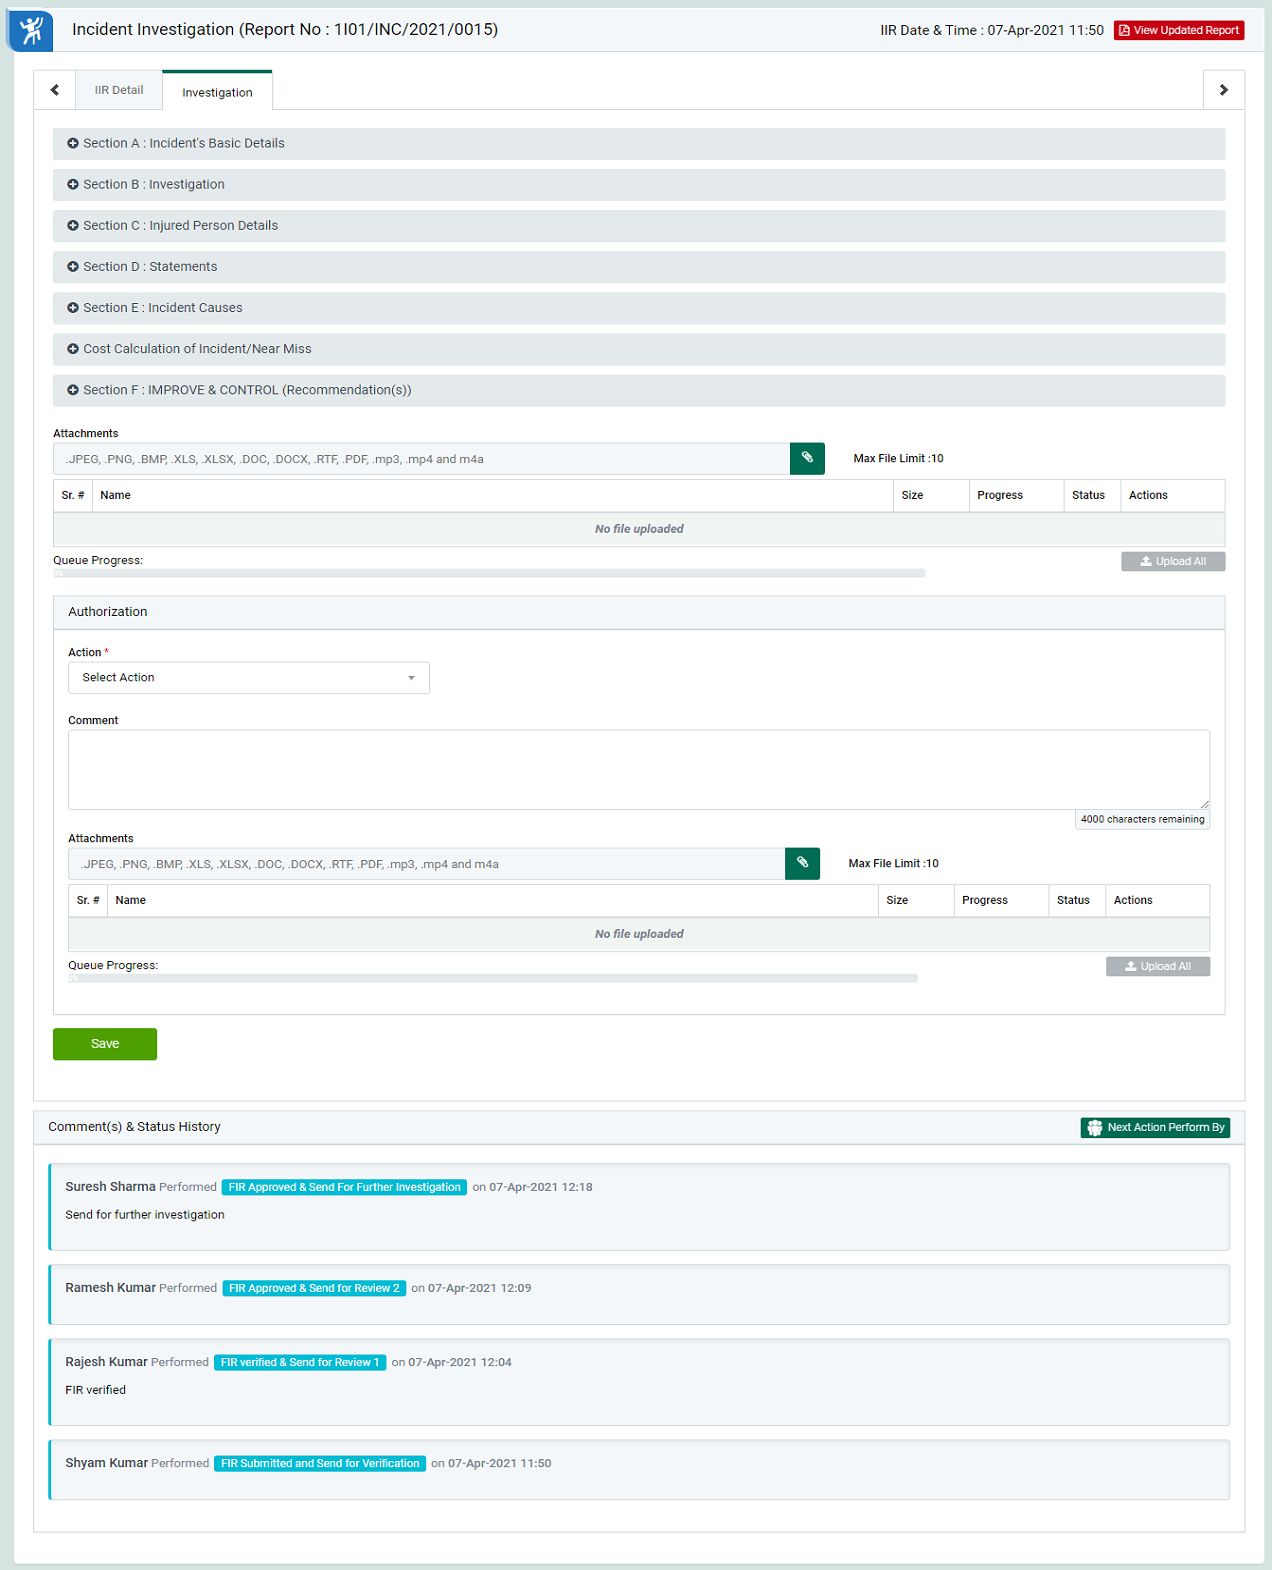 Incident Investigation (Report No : 1I01/INC/2021/0015)
IIR Date & Time : 07-Apr-2021 11:50
View Updated Report
IIR Detail
Investigation
Section A : Incident's Basic Details
Section B : Investigation
Section C : Injured Person Details
Section D : Statements
Section E : Incident Causes
Cost Calculation of Incident/Near Miss
Section F : IMPROVE & CONTROL (Recommendation(s))
Attachments
.JPEG, .PNG, .BMP, .XLS, .XLSX, .DOC, .DOCX, .RTF, .PDF, .mp3, .mp4 and m4a
Max File Limit :10
Sr. # Name Size Progress Status Actions
No file uploaded
Queue Progress:
0%
Upload All
Authorization
Action *
Select Action
Comment
4000 characters remaining
Attachments
.JPEG, .PNG, .BMP, .XLS, .XLSX, .DOC, .DOCX, .RTF, .PDF, .mp3, .mp4 and m4a
Max File Limit :10
Sr. # Name Size Progress Status Actions
No file uploaded
Queue Progress:
0%
Upload All
Save
Comment(s) & Status History
Next Action Perform By
Suresh Sharma Performed FIR Approved & Send For Further Investigation on 07-Apr-2021 12:18
Send for further investigation
Ramesh Kumar Performed FIR Approved & Send for Review 2 on 07-Apr-2021 12:09
Rajesh Kumar Performed FIR verified & Send for Review 1 on 07-Apr-2021 12:04
FIR verified
Shyam Kumar Performed FIR Submitted and Send for Verification on 07-Apr-2021 11:50